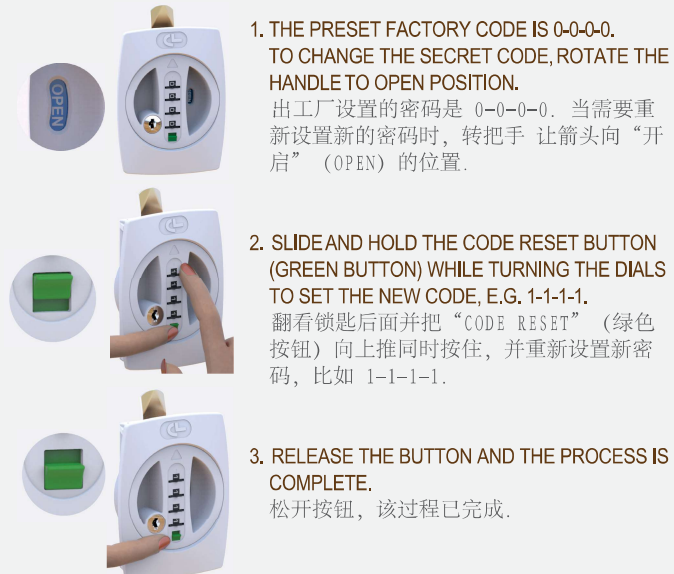 OPEN
1. THE PRESET FACTORY CODE IS 0-0-0-0.
TO CHANGE THE SECRET CODE, ROTATE THE
HANDLE TO OPEN POSITION.
出工厂设置的密码是 0-0-0-0. 当需要重
新设置新的密码时, 转把手 让箭头向“开
启” (OPEN) 的位置.
2. SLIDE AND HOLD THE CODE RESET BUTTON
(GREEN BUTTON) WHILE TURNING THE DIALS
TO SET THE NEW CODE, E.G. 1-1-1-1.
翻看锁匙后面并把“CODE RESET” (绿色
按钮) 向上推同时按住, 并重新设置新密
码, 比如 1-1-1-1.
3. RELEASE THE BUTTON AND THE PROCESS IS
COMPLETE.
松开按钮, 该过程已完成.